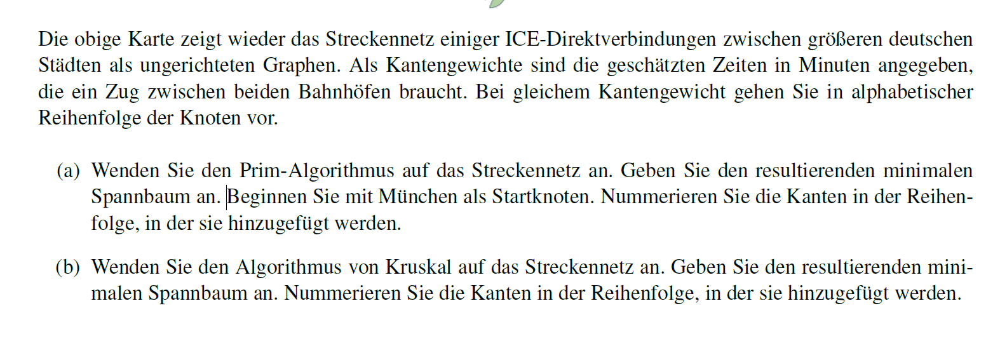 Die obige Karte zeigt wieder das Streckennetz einiger ICE-Direktverbindungen zwischen größeren deutschen
Städten als ungerichteten Graphen. Als Kantengewichte sind die geschätzten Zeiten in Minuten angegeben,
die ein Zug zwischen beiden Bahnhöfen braucht. Bei gleichem Kantengewicht gehen Sie in alphabetischer
Reihenfolge der Knoten vor.
(a) Wenden Sie den Prim-Algorithmus auf das Streckennetz an. Geben Sie den resultierenden minimalen
Spannbaum an. Beginnen Sie mit München als Startknoten. Nummerieren Sie die Kanten in der Reihen-
folge, in der sie hinzugefügt werden.
(b) Wenden Sie den Algorithmus von Kruskal auf das Streckennetz an. Geben Sie den resultierenden mini-
malen Spannbaum an. Nummerieren Sie die Kanten in der Reihenfolge, in der sie hinzugefügt werden.